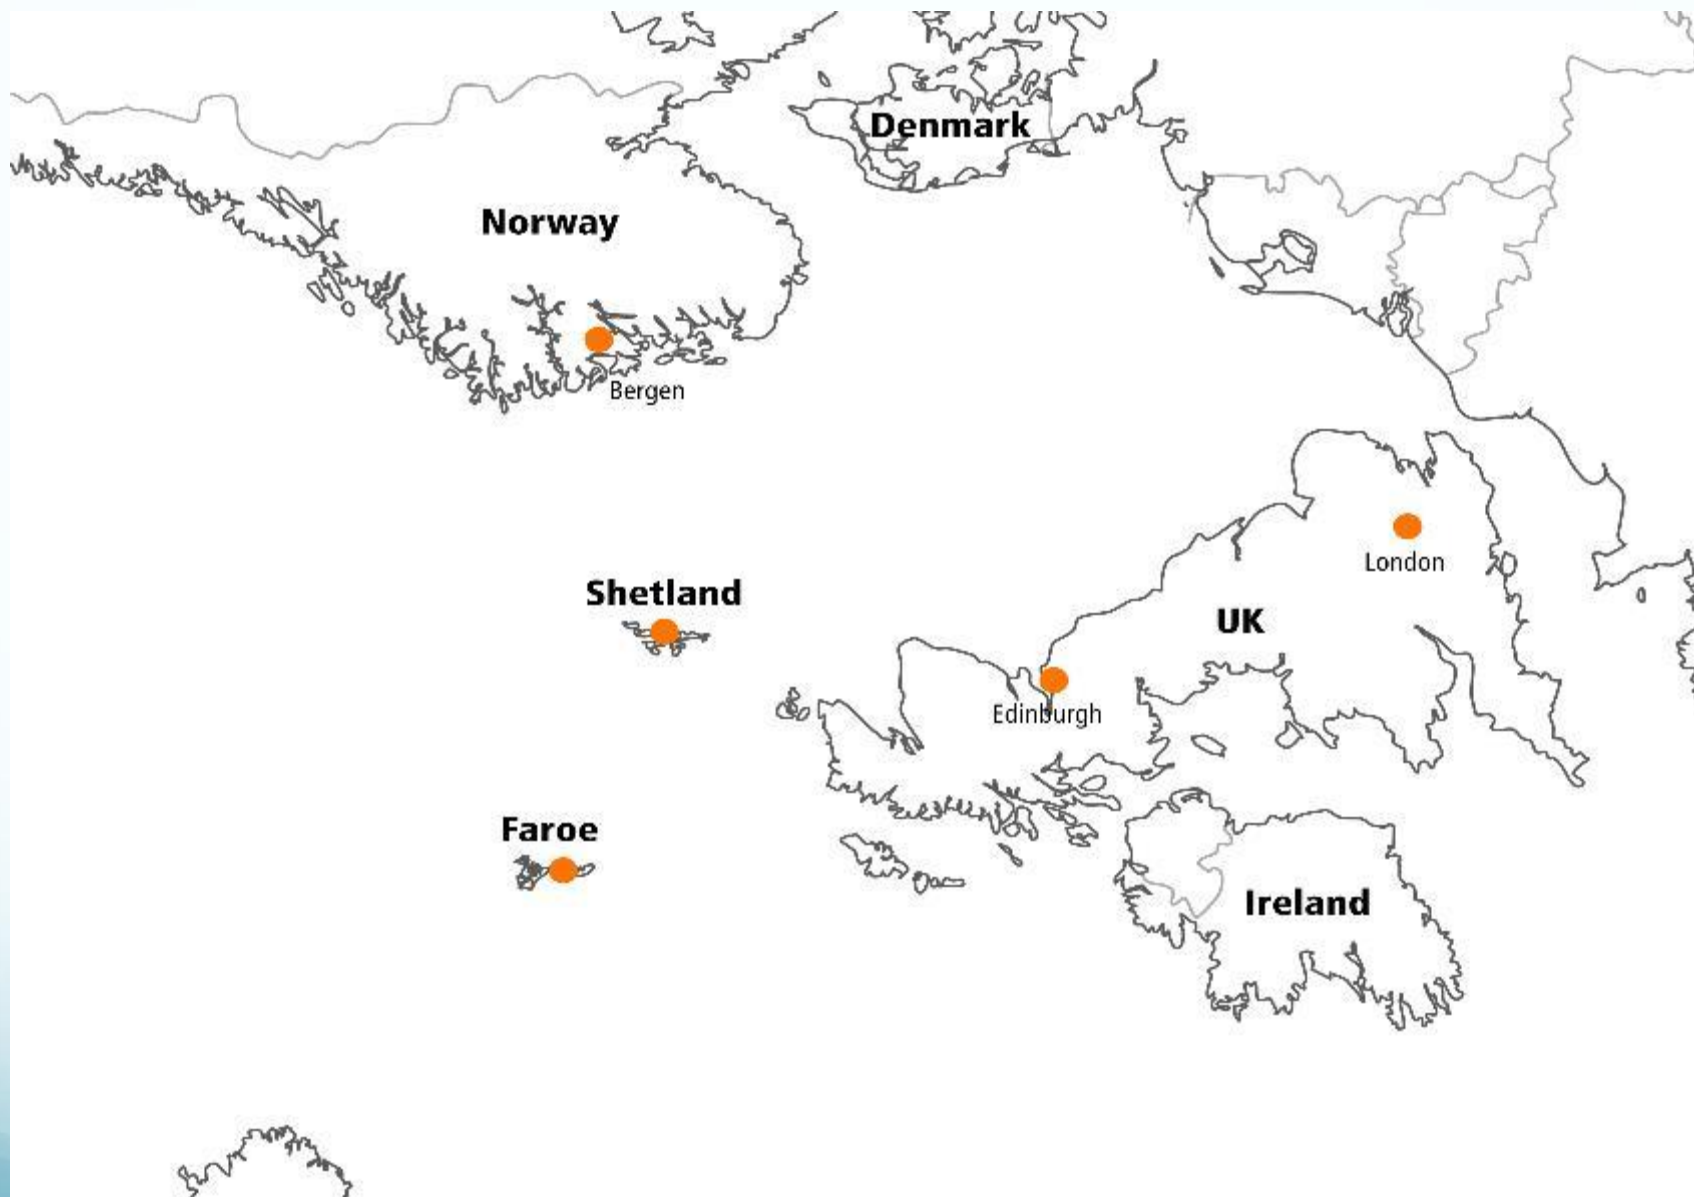 Denmark
Norway
Bergen
London
Shetland
UK
Edinburgh
Faroe
Ireland